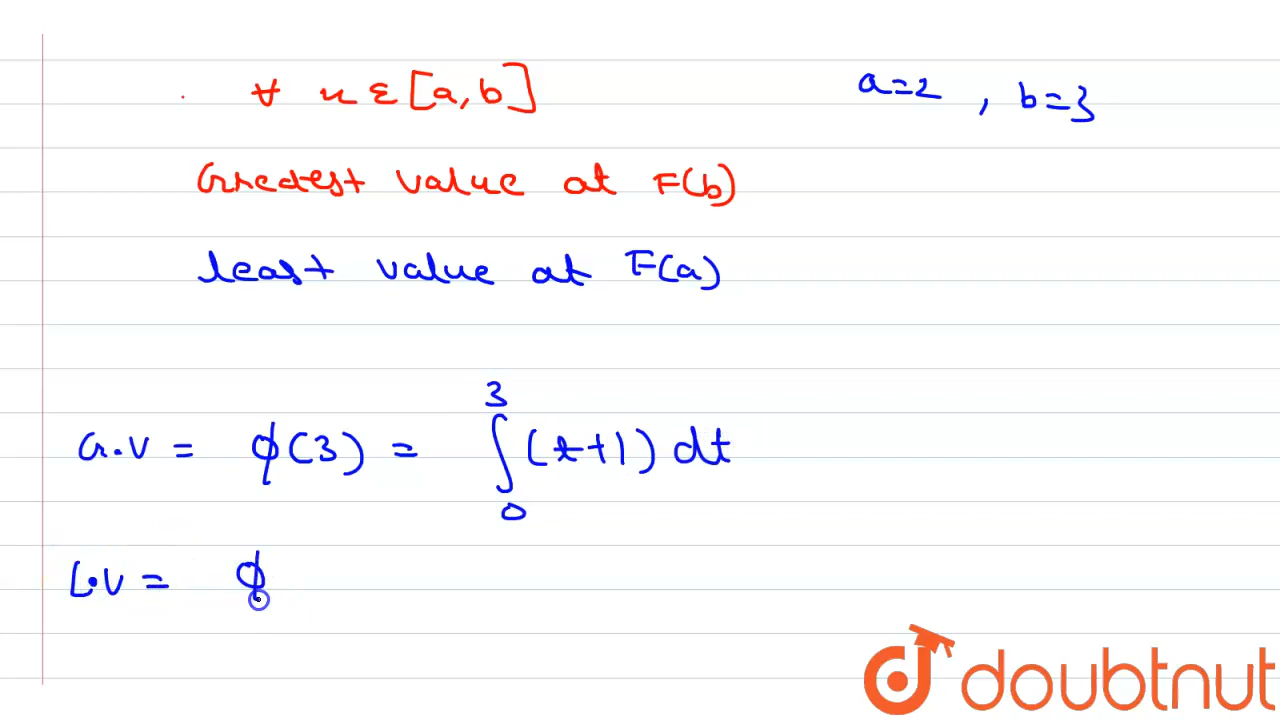 ∀ x ε [a, b]
a=2 , b=3
Greatest value at F(b)
least value at F(a)
G.V = ϕ(3) = ∫₀³ (t+1) dt
L.V = ϕ
doubtnut